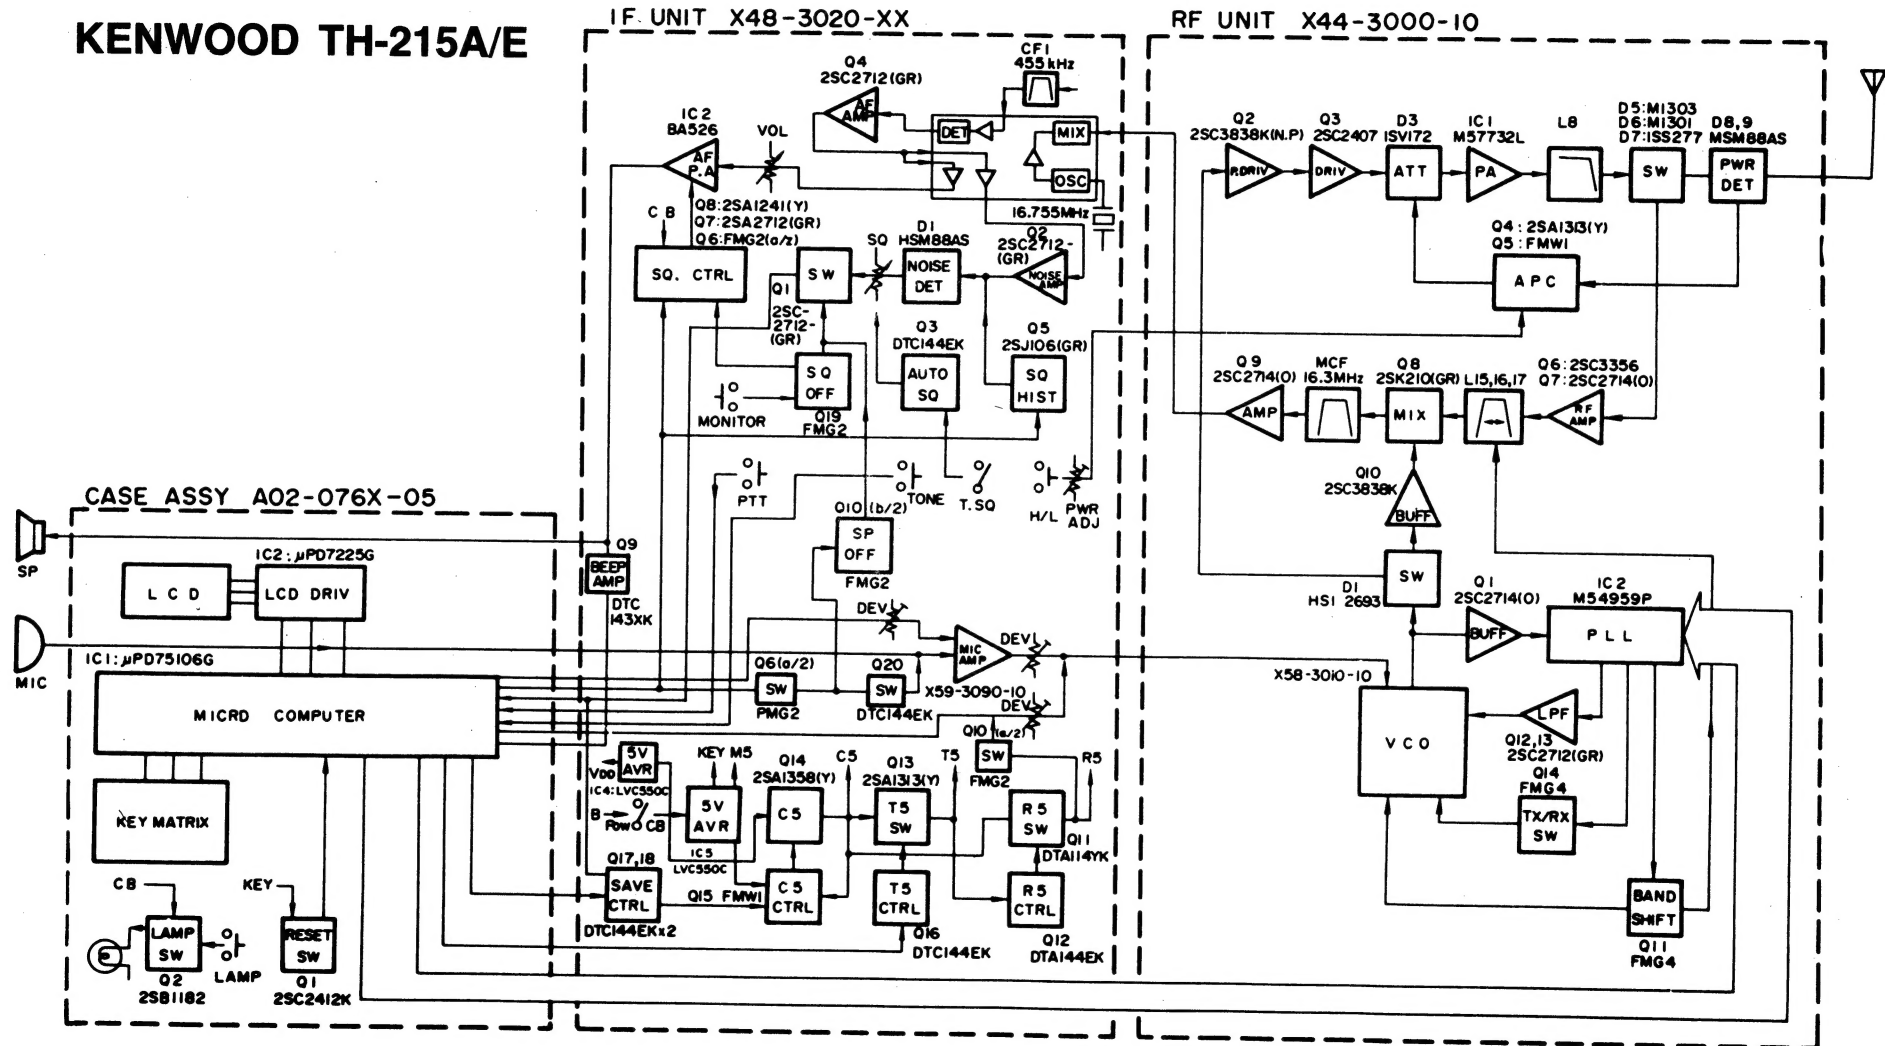 KENWOOD TH-215A/E
IF UNIT X48-3020-XX
RF UNIT X44-3000-10
CASE ASSY A02-076X-05
Q4
2SC2712(GR)
AF
AMP
CF1
455kHz
DET
MIX
OSC
16.755MHz
IC2
BA526
AF
P.A
VOL
Q8:2SA1241(Y)
Q7:2SA2712(GR)
Q6:FMG2(a/2)
CB
SQ. CTRL
Q1
2SC-
2712-
(GR)
SW
SQ
D1
HSM88AS
NOISE
DET
Q2
2SC2712-
(GR)
NOISE
AMP
Q3
DTC144EK
AUTO
SQ
Q5
2SJ106(GR)
SQ
HIST
SQ
OFF
Q19
FMG2
MONITOR
PTT
TONE
T.SQ
H/L
PWR
ADJ
Q10(b/2)
SP
OFF
FMG2
Q9
BEEP
AMP
DTC
143XK
DEV
MIC
AMP
DEV
X59-3090-10
DEV
Q6(a/2)
SW
PMG2
Q20
SW
DTC144EK
Q10(a/2)
SW
FMG2
5V
AVR
VDD
IC4:LVC550C
B
POW
CB
KEY M5
5V
AVR
IC5
LVC550C
Q14
2SA1358(Y)
C5
C5
Q13
2SA1313(Y)
T5
SW
T5
R5
R5
SW
Q11
DTA114YK
Q17,18
SAVE
CTRL
DTC144EKx2
Q15 FMW1
C5
CTRL
T5
CTRL
Q16
DTC144EK
R5
CTRL
Q12
DTA144EK
SP
MIC
LCD
IC2:μPD7225G
LCD DRIV
IC1:μPD75106G
MICRD COMPUTER
KEY MATRIX
CB
LAMP
SW
Q2
2SB1182
LAMP
KEY
RESET
SW
Q1
2SC2412K
Q2
2SC3838K(N.P)
P.DRIV
Q3
2SC2407
DRIV
D3
ISV172
ATT
IC1
M57732L
PA
L8
D5:MI303
D6:MI301
D7:ISS277
SW
D8,9
MSM88AS
PWR
DET
Q4:2SA1313(Y)
Q5:FMW1
APC
Q9
2SC2714(O)
AMP
MCF
16.3MHz
Q8
2SK210(GR)
MIX
L15,16,17
Q6:2SC3356
Q7:2SC2714(O)
RF
AMP
Q10
2SC3838K
BUFF
SW
D1
HSI 2693
Q1
2SC2714(O)
BUFF
IC2
M54959P
PLL
X58-3010-10
VCO
LPF
Q12,13
2SC2712(GR)
Q14
FMG4
TX/RX
SW
BAND
SHIFT
Q11
FMG4